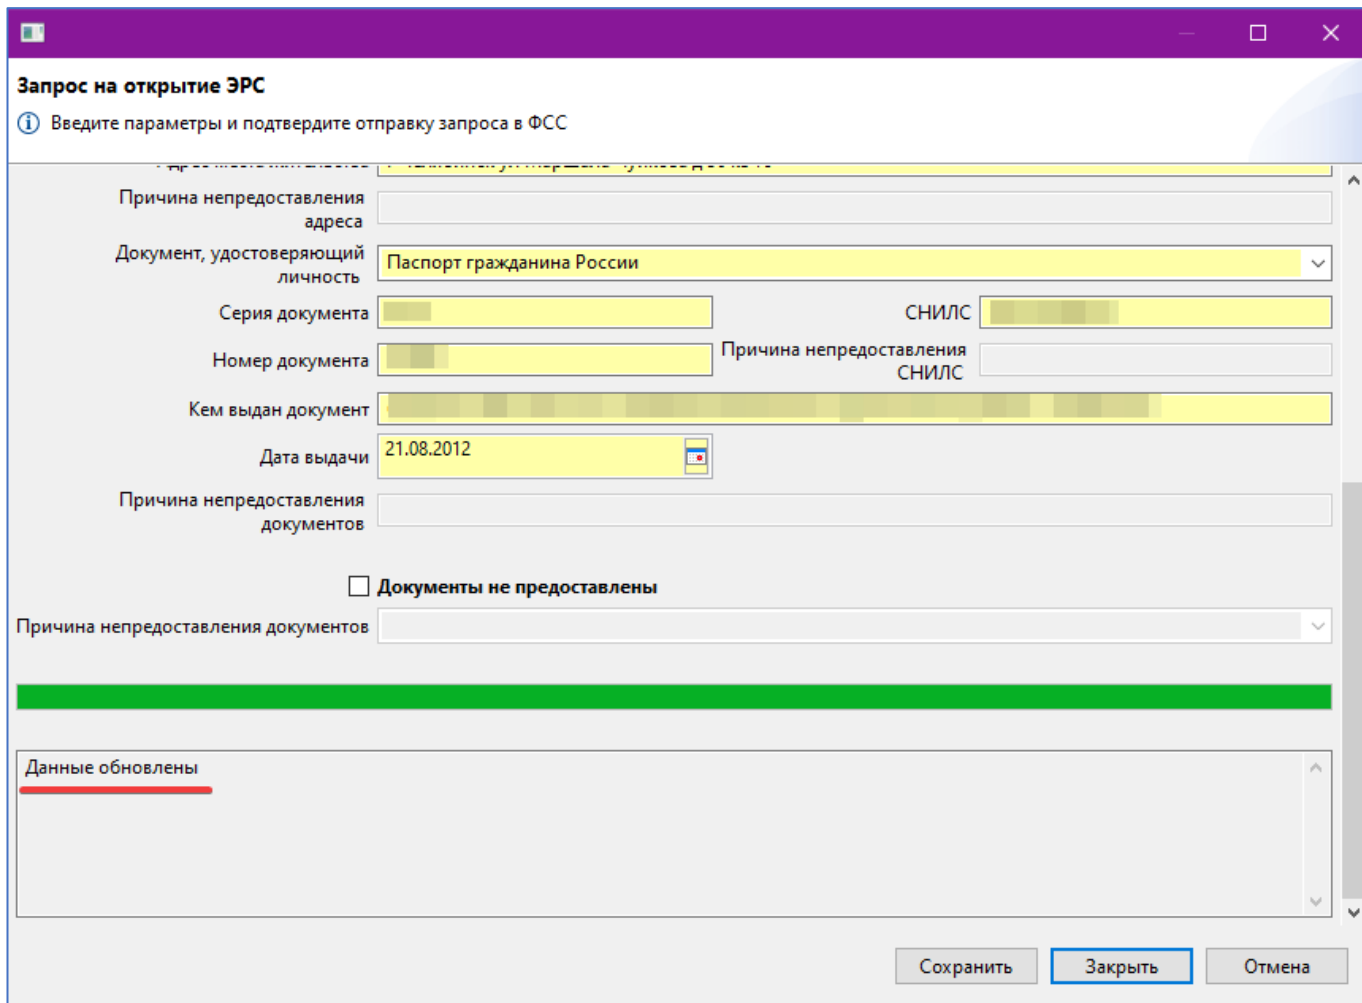 Запрос на открытие ЭРС
Введите параметры и подтвердите отправку запроса в ФСС
Причина непредоставления
адреса
Документ, удостоверяющий
личность
Паспорт гражданина России
Серия документа
СНИЛС
Номер документа
Причина непредоставления
СНИЛС
Кем выдан документ
Дата выдачи
21.08.2012
Причина непредоставления
документов
Документы не предоставлены
Причина непредоставления документов
Данные обновлены
Сохранить
Закрыть
Отмена